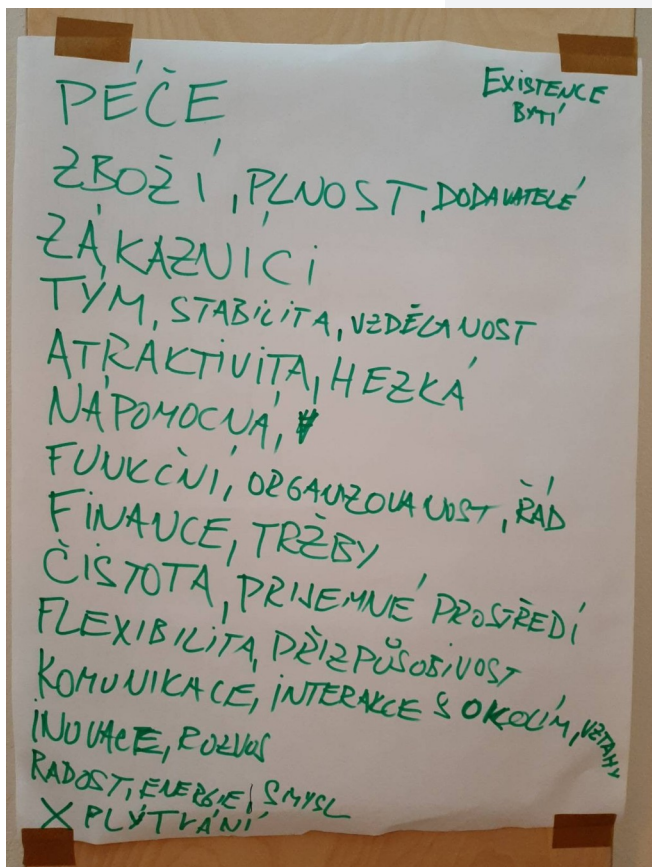 PÉČE
EXISTENCE
BYTÍ
ZBOŽÍ, PLNOST, DODAVATELÉ
ZÁKAZNICI
TÝM, STABILITA, VZDĚLANOST
ATRAKTIVITA, HEZKÁ
NÁPOMOCNÁ,
FUNKČNÍ, ORGANIZOVANOST, ŘÁD
FINANCE, TRŽBY
ČISTOTA, PRIJEMNÉ PROSTŘEDÍ
FLEXIBILITA, PŘIZPŮSOBIVOST
KOMUNIKACE, INTERAKCE S OKOLÍM, VZTAHY
INOVACE, ROZVOJ
RADOST, ENERGIE, SMYSL
X PLÝTVÁNÍ